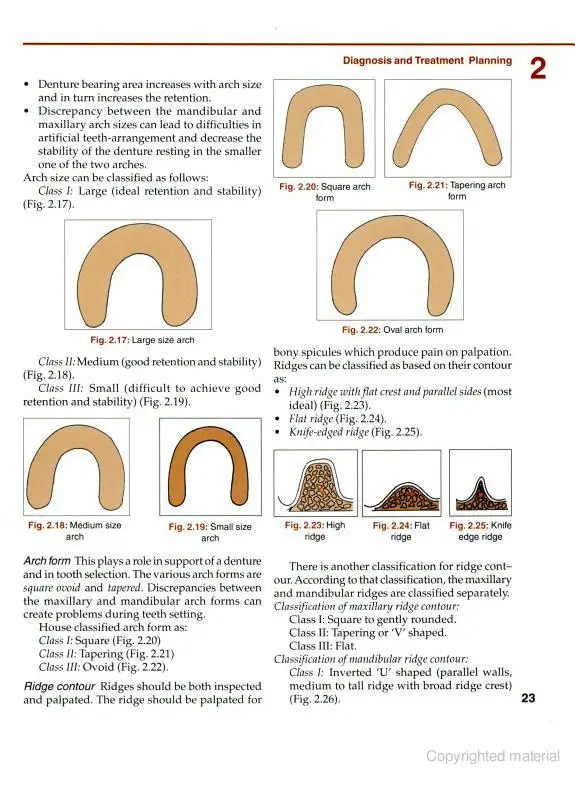 Diagnosis and Treatment Planning
2
• Denture bearing area increases with arch size
and in turn increases the retention.
• Discrepancy between the mandibular and
maxillary arch sizes can lead to difficulties in
artificial teeth-arrangement and decrease the
stability of the denture resting in the smaller
one of the two arches.
Arch size can be classified as follows:
Class I: Large (ideal retention and stability)
(Fig. 2.17).
Fig. 2.17: Large size arch
Class II: Medium (good retention and stability)
(Fig. 2.18).
Class III: Small (difficult to achieve good
retention and stability) (Fig. 2.19).
Fig. 2.18: Medium size
arch
Fig. 2.19: Small size
arch
Arch form This plays a role in support of a denture
and in tooth selection. The various arch forms are
square ovoid and tapered. Discrepancies between
the maxillary and mandibular arch forms can
create problems during teeth setting.
House classified arch form as:
Class I: Square (Fig. 2.20)
Class II: Tapering (Fig. 2.21)
Class III: Ovoid (Fig. 2.22).
Ridge contour Ridges should be both inspected
and palpated. The ridge should be palpated for
Fig. 2.20: Square arch
form
Fig. 2.21: Tapering arch
form
Fig. 2.22: Oval arch form
bony spicules which produce pain on palpation.
Ridges can be classified as based on their contour
as:
• High ridge with flat crest and parallel sides (most
ideal) (Fig. 2.23).
• Flat ridge (Fig. 2.24).
• Knife-edged ridge (Fig. 2.25).
Fig. 2.23: High
ridge
Fig. 2.24: Flat
ridge
Fig. 2.25: Knife
edge ridge
There is another classification for ridge cont–
our. According to that classification, the maxillary
and mandibular ridges are classified separately.
Classification of maxillary ridge contour:
Class I: Square to gently rounded.
Class II: Tapering or 'V' shaped.
Class III: Flat.
Classification of mandibular ridge contour:
Class I: Inverted 'U' shaped (parallel walls,
medium to tall ridge with broad ridge crest)
(Fig. 2.26).
23
Copyrighted material